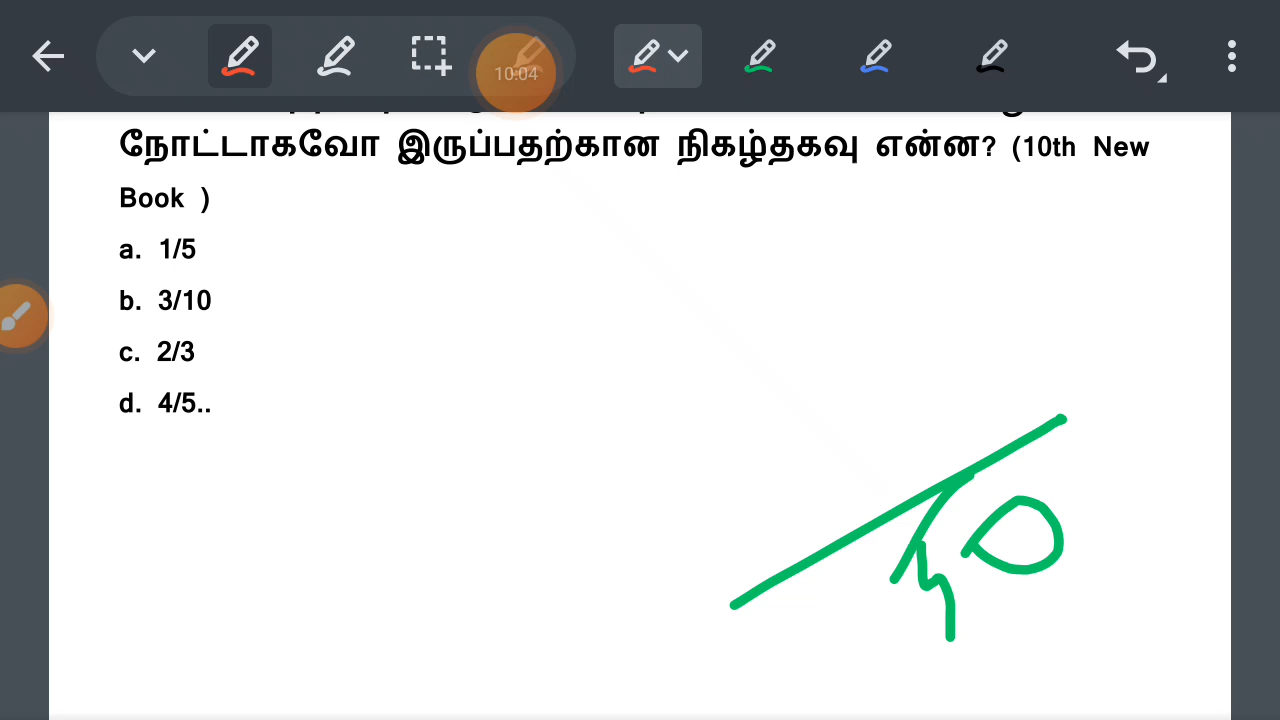 10:04
நோட்டாகவோ இருப்பதற்கான நிகழ்தகவு என்ன? (10th New
Book )
a. 1/5
b. 3/10
c. 2/3
d. 4/5..